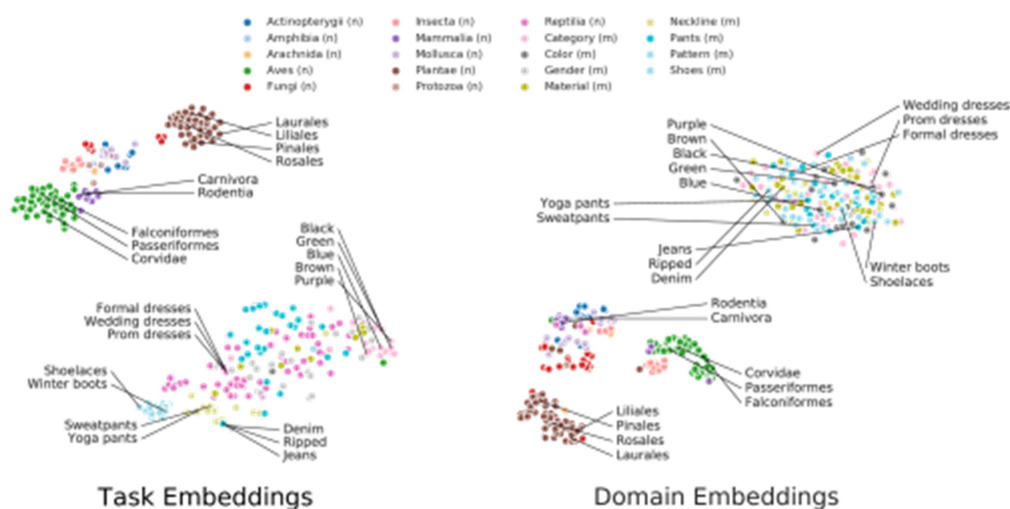 Actinopterygii (n)
Amphibia (n)
Arachnida (n)
Aves (n)
Fungi (n)
Insecta (n)
Mammalia (n)
Mollusca (n)
Plantae (n)
Protozoa (n)
Reptilia (n)
Category (m)
Color (m)
Gender (m)
Material (m)
Neckline (m)
Pants (m)
Pattern (m)
Shoes (m)
Laurales
Liliales
Pinales
Rosales
Carnivora
Rodentia
Falconiformes
Passeriformes
Corvidae
Black
Green
Blue
Brown
Purple
Formal dresses
Wedding dresses
Prom dresses
Shoelaces
Winter boots
Sweatpants
Yoga pants
Denim
Ripped
Jeans
Task Embeddings
Wedding dresses
Prom dresses
Formal dresses
Purple
Brown
Black
Green
Blue
Yoga pants
Sweatpants
Jeans
Ripped
Denim
Winter boots
Shoelaces
Rodentia
Carnivora
Corvidae
Passeriformes
Falconiformes
Liliales
Pinales
Rosales
Laurales
Domain Embeddings